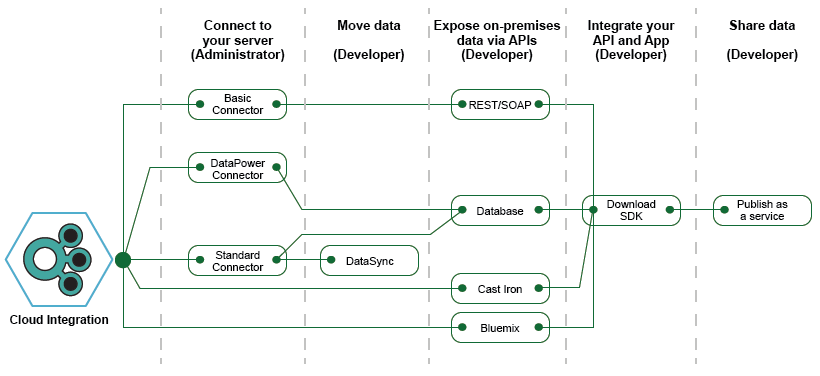 Connect to
your server
(Administrator)
Move data
(Developer)
Expose on-premises
data via APIs
(Developer)
Integrate your
API and App
(Developer)
Share data
(Developer)
Basic
Connector
REST/SOAP
DataPower
Connector
Database
Download
SDK
Publish as
a service
Standard
Connector
DataSync
Cast Iron
Cloud Integration
Bluemix